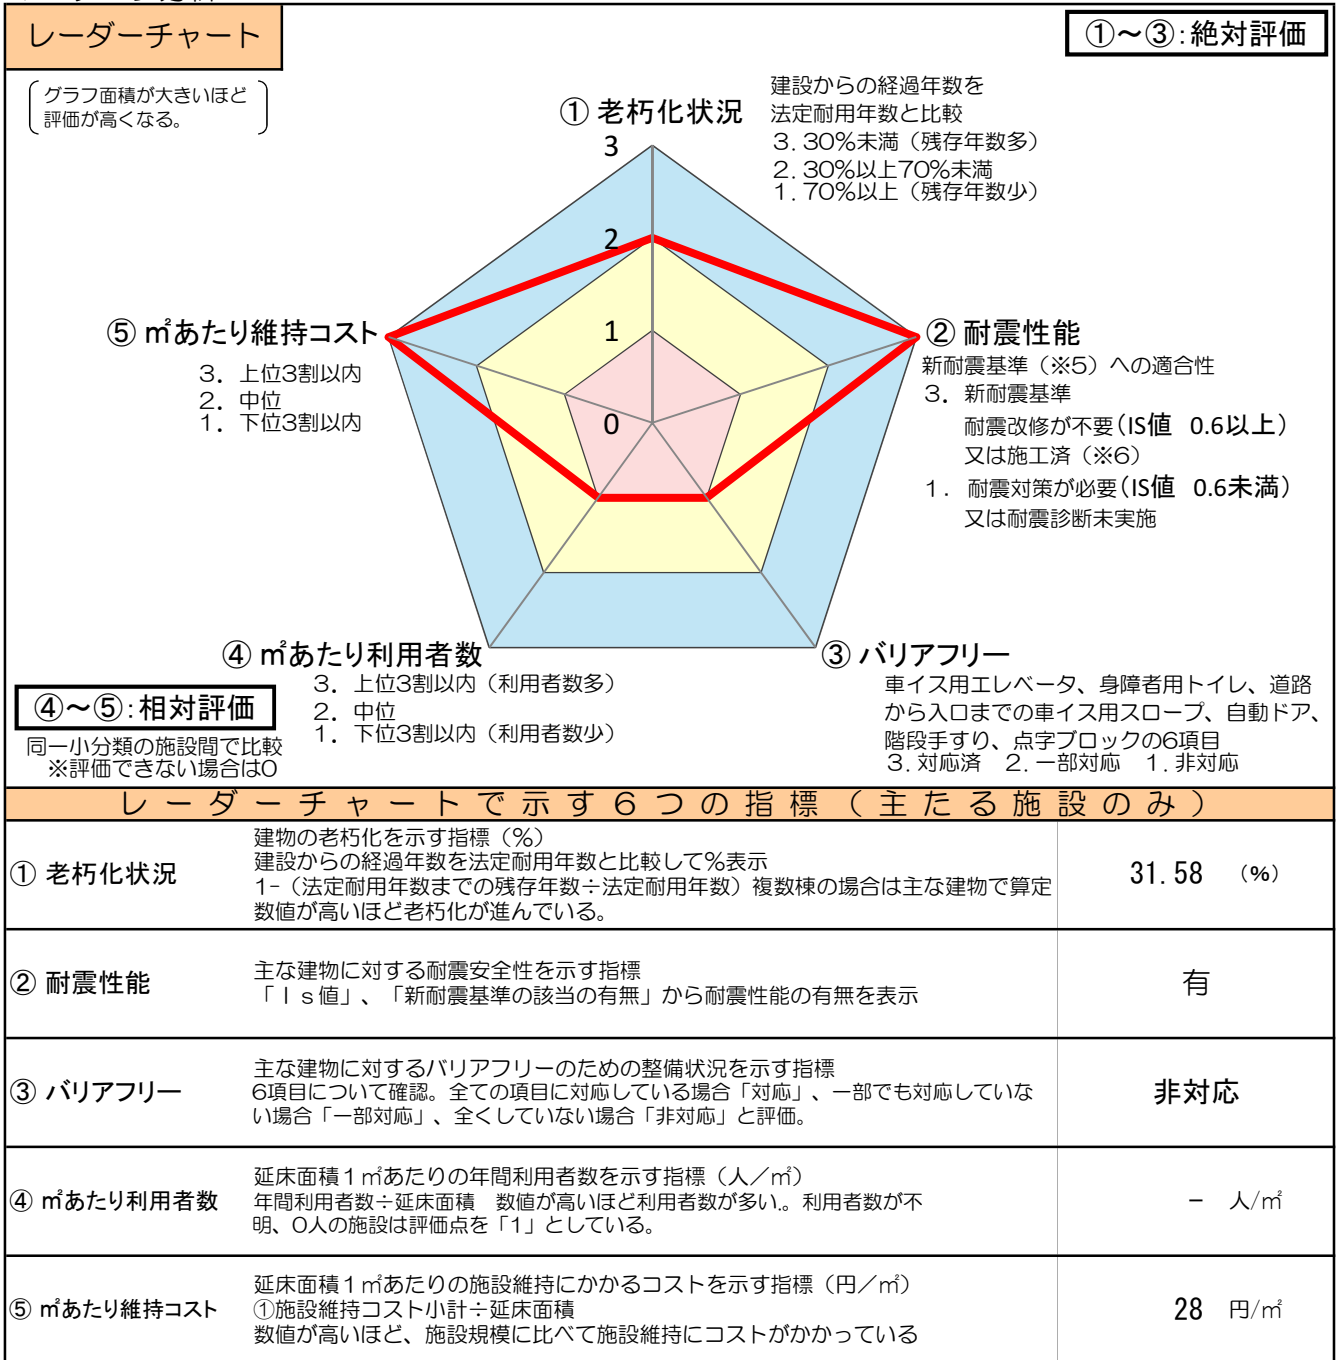 レーダーチャート
①～③：絶対評価
グラフ面積が大きいほど
評価が高くなる。
① 老朽化状況
建設からの経過年数を
法定耐用年数と比較
3．30%未満（残存年数多）
2．30%以上70%未満
1．70%以上（残存年数少）
3
2
1
0
⑤ ㎡あたり維持コスト
3．上位3割以内
2．中位
1．下位3割以内
② 耐震性能
新耐震基準（※5）への適合性
3．新耐震基準
耐震改修が不要（IS値 0.6以上）
又は施工済（※6）
1．耐震対策が必要（IS値 0.6未満）
又は耐震診断未実施
④ ㎡あたり利用者数
3．上位3割以内（利用者数多）
2．中位
1．下位3割以内（利用者数少）
④～⑤：相対評価
同一小分類の施設間で比較
※評価できない場合は0
③ バリアフリー
車イス用エレベータ、身障者用トイレ、道路
から入口までの車イス用スロープ、自動ドア、
階段手すり、点字ブロックの6項目
3．対応済 2．一部対応 1．非対応
レーダーチャートで示す６つの指標（主たる施設のみ）
① 老朽化状況
建物の老朽化を示す指標（%）
建設からの経過年数を法定耐用年数と比較して%表示
1-（法定耐用年数までの残存年数÷法定耐用年数）複数棟の場合は主な建物で算定
数値が高いほど老朽化が進んでいる。
31.58 （%）
② 耐震性能
主な建物に対する耐震安全性を示す指標
「Ｉｓ値」、「新耐震基準の該当の有無」から耐震性能の有無を表示
有
③ バリアフリー
主な建物に対するバリアフリーのための整備状況を示す指標
6項目について確認。全ての項目に対応している場合「対応」、一部でも対応していな
い場合「一部対応」、全くしていない場合「非対応」と評価。
非対応
④ ㎡あたり利用者数
延床面積１㎡あたりの年間利用者数を示す指標（人／㎡）
年間利用者数÷延床面積 数値が高いほど利用者数が多い。利用者数が不
明、0人の施設は評価点を「1」としている。
－ 人/㎡
⑤ ㎡あたり維持コスト
延床面積１㎡あたりの施設維持にかかるコストを示す指標（円／㎡）
①施設維持コスト小計÷延床面積
数値が高いほど、施設規模に比べて施設維持にコストがかかっている
28 円/㎡